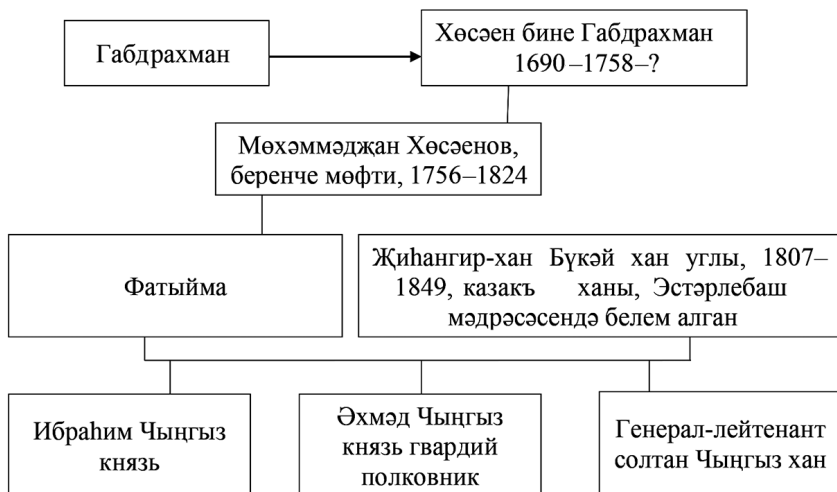 Габдрахман
Хөсәен бине Габдрахман
1690–1758–?
Мөхәммәдҗан Хөсәенов,
беренче мөфти, 1756–1824
Фатыйма
Җиһангир-хан Бүкәй хан углы, 1807–
1849, казакъ ханы, Эстәрлебаш
мәдрәсәсендә белем алган
Ибраһим Чыңгыз
князь
Әхмәд Чыңгыз
князь гвардий
полковник
Генерал-лейтенант
солтан Чыңгыз хан